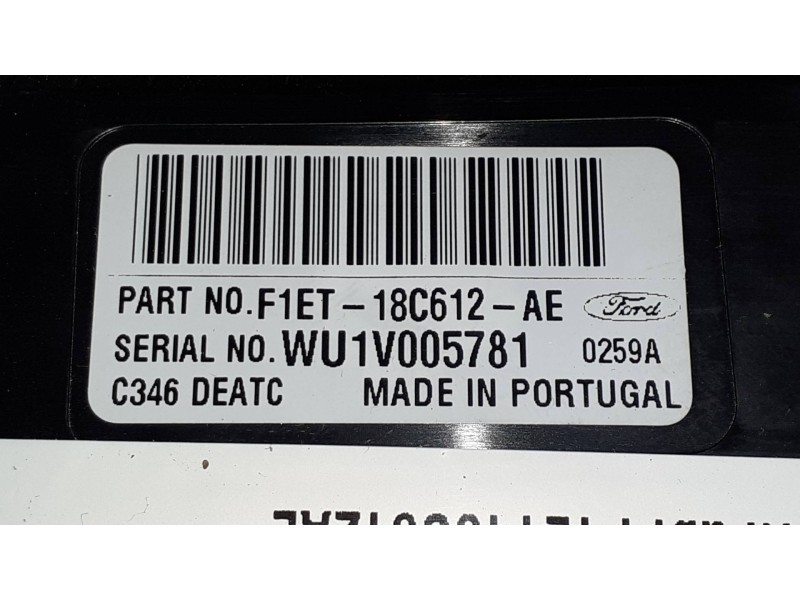 PART NO. F1ET-18C612-AE Ford
SERIAL NO. WU1V005781 0259A
C346 DEATC MADE IN PORTUGAL